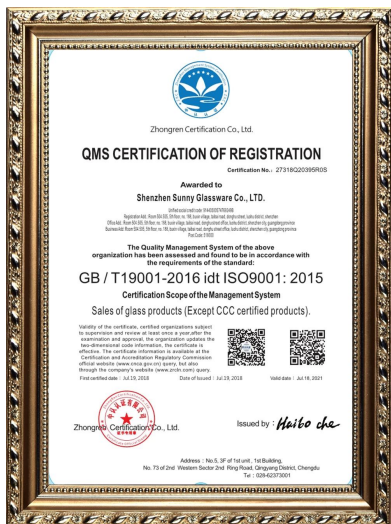 Zhongren Certification Co., Ltd.
QMS CERTIFICATION OF REGISTRATION
Certification No.: 27318Q20395R0S
Awarded to
Shenzhen Sunny Glassware Co., LTD.
The Quality Management System of the above
organization has been assessed and found to be in accordance with
the requirements of the standard:
GB / T19001-2016 idt ISO9001: 2015
Certification Scope of the Management System
Sales of glass products (Except CCC certified products).
Validity of the certificate, certified organizations subject
to supervision and review at least once a year,after the
examination and approval, the organization updates the
two-dimensional code information, the certificate is
effective. The certificate information is available at the
Certification and Accreditation Regulatory Commission
official website (www.cnca.gov.cn) query, but also
through the company's website (www.zrcln.com) query.
First certified date : Jul.19, 2018 Date of Issued : Jul.19, 2018 Valid date : Jul.18, 2021
Zhongren Certification Co., Ltd.
Issued by : Haibo che
Address : No.5, 3F of 1st unit , 1st Building,
No. 73 of 2nd Western Sector 2nd Ring Road, Qingyang District, Chengdu
Tel : 028-62373001